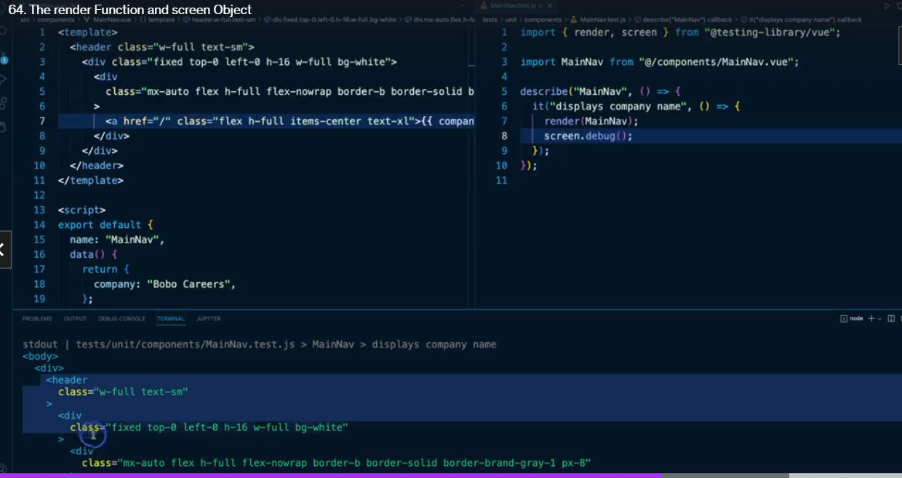 64. The render Function and screen Object
src > components > MainNav.vue > {} template > header.w-full.text-sm > div.fixed.top-0.left-0.h-16.w-full.bg-white > div.mx-auto.flex.h-f
1 <template>
2 <header class="w-full text-sm">
3 <div class="fixed top-0 left-0 h-16 w-full bg-white">
4 <div
5 class="mx-auto flex h-full flex-nowrap border-b border-solid b
6 >
7 <a href="/" class="flex h-full items-center text-xl">{{ compan
8 </div>
9 </div>
10 </header>
11 </template>
12
13 <script>
14 export default {
15 name: "MainNav",
16 data() {
17 return {
18 company: "Bobo Careers",
19 };
MainNav.test.js
tests > unit > components > MainNav.test.js > describe("MainNav") callback > it("displays company name") callback
1 import { render, screen } from "@testing-library/vue";
2
3 import MainNav from "@/components/MainNav.vue";
4
5 describe("MainNav", () => {
6 it("displays company name", () => {
7 render(MainNav);
8 screen.debug();
9 });
10 });
11
PROBLEMS OUTPUT DEBUG CONSOLE TERMINAL JUPYTER
node
stdout | tests/unit/components/MainNav.test.js > MainNav > displays company name
<body>
<div>
<header
class="w-full text-sm"
>
<div
class="fixed top-0 left-0 h-16 w-full bg-white"
>
<div
class="mx-auto flex h-full flex-nowrap border-b border-solid border-brand-gray-1 px-8"